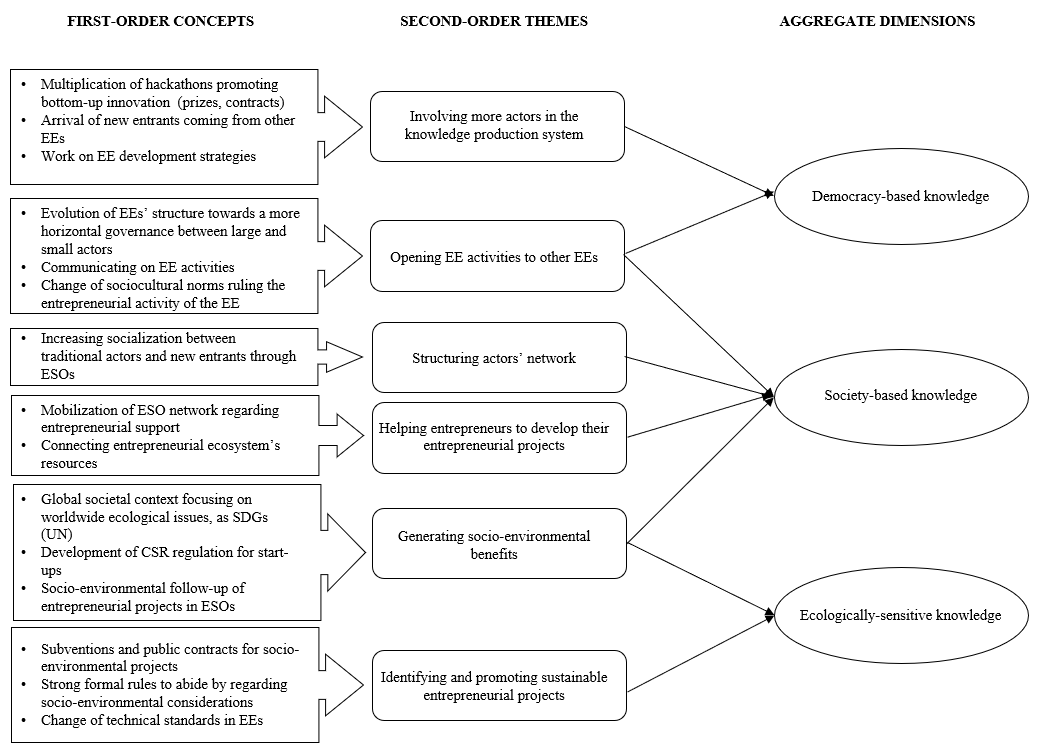 FIRST-ORDER CONCEPTS
SECOND-ORDER THEMES
AGGREGATE DIMENSIONS
• Multiplication of hackathons promoting
bottom-up innovation (prizes, contracts)
• Arrival of new entrants coming from other
EEs
• Work on EE development strategies
• Evolution of EEs’ structure towards a more
horizontal governance between large and
small actors
• Communicating on EE activities
• Change of sociocultural norms ruling the
entrepreneurial activity of the EE
• Increasing socialization between
traditional actors and new entrants through
ESOs
• Mobilization of ESO network regarding
entrepreneurial support
• Connecting entrepreneurial ecosystem’s
resources
• Global societal context focusing on
worldwide ecological issues, as SDGs
(UN)
• Development of CSR regulation for start-
ups
• Socio-environmental follow-up of
entrepreneurial projects in ESOs
• Subventions and public contracts for socio-
environmental projects
• Strong formal rules to abide by regarding
socio-environmental considerations
• Change of technical standards in EEs
Involving more actors in the
knowledge production system
Opening EE activities to other EEs
Structuring actors’ network
Helping entrepreneurs to develop their
entrepreneurial projects
Generating socio-environmental
benefits
Identifying and promoting sustainable
entrepreneurial projects
Democracy-based knowledge
Society-based knowledge
Ecologically-sensitive knowledge